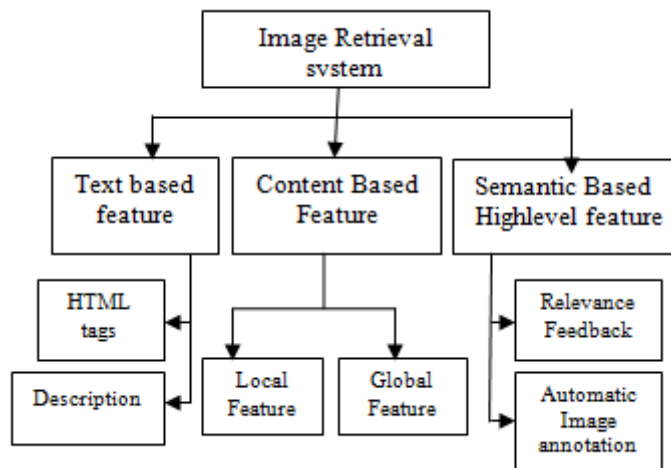 Image Retrieval
system
Text based
feature
Content Based
Feature
Semantic Based
Highlevel feature
HTML
tags
Description
Local
Feature
Global
Feature
Relevance
Feedback
Automatic
Image
annotation